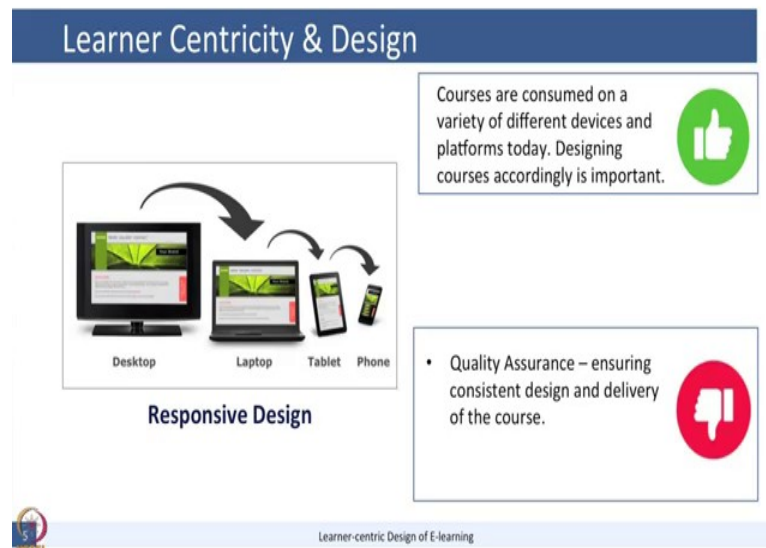 Learner Centricity & Design
Courses are consumed on a
variety of different devices and
platforms today. Designing
courses accordingly is important.
Desktop Laptop Tablet Phone
Responsive Design
• Quality Assurance – ensuring
consistent design and delivery
of the course.
5
Learner-centric Design of E-learning